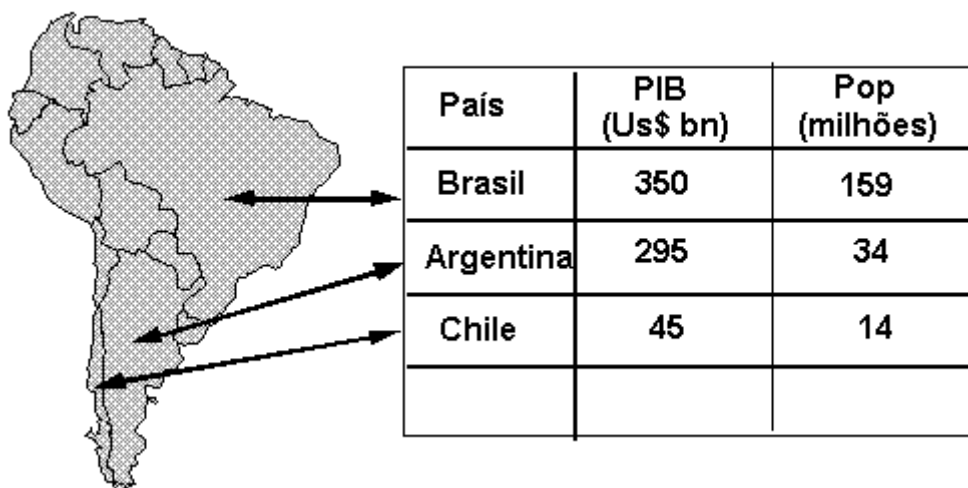 País PIB (Us$ bn) Pop (milhões)
Brasil 350 159
Argentina 295 34
Chile 45 14